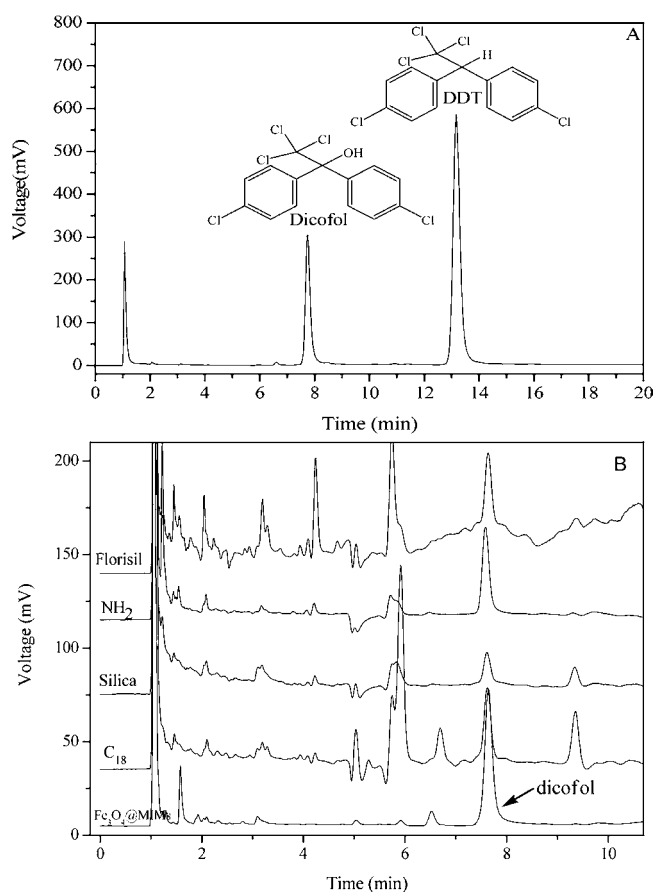 A
800
700
600
500
400
300
200
100
0
Voltage(mV)
Cl
Cl
Cl
H
Cl
Cl
DDT
Cl
Cl
Cl
OH
Cl
Cl
Dicofol
0 2 4 6 8 10 12 14 16 18 20
Time (min)
B
200
150
100
50
0
Voltage (mV)
Florisil
NH2
Silica
C18
Fe3O4@MIMs
dicofol
0 2 4 6 8 10
Time (min)